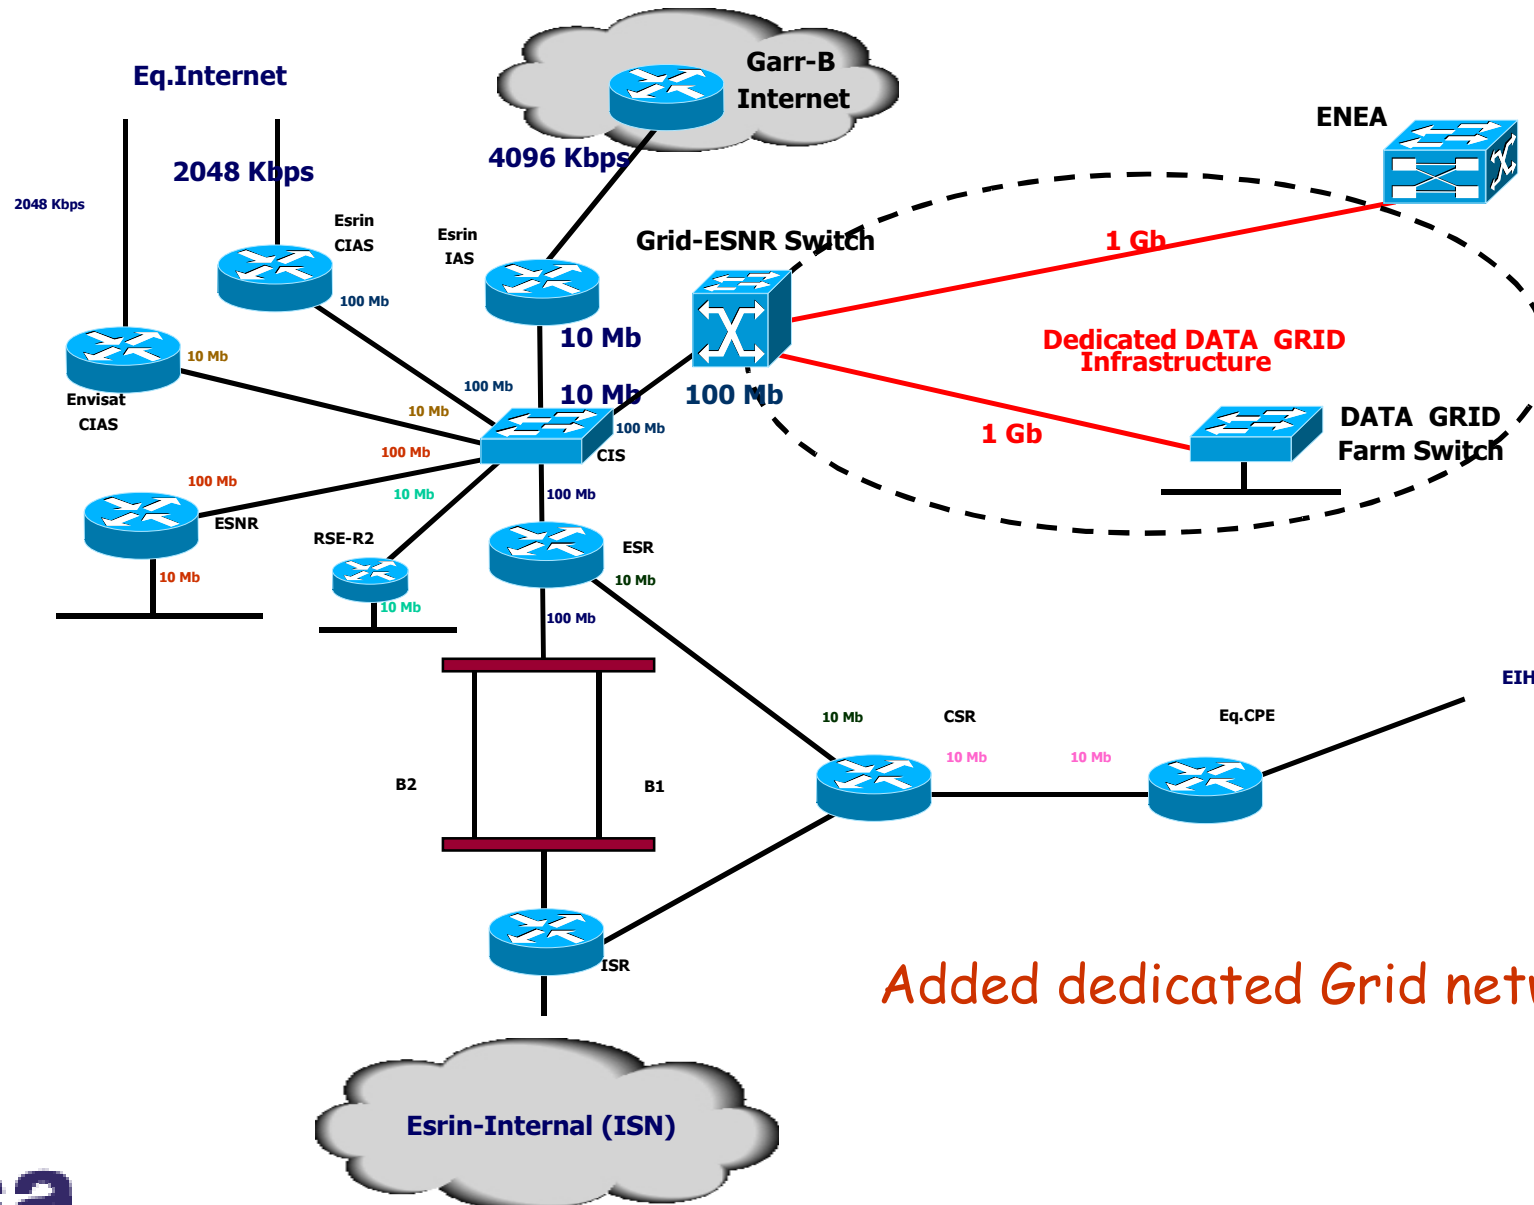 Eq.Internet
Garr-B
Internet
ENEA
4096 Kbps
2048 Kbps
2048 Kbps
Esrin
CIAS
Esrin
IAS
Grid-ESNR Switch
1 Gb
100 Mb
10 Mb
Dedicated DATA GRID
Infrastructure
10 Mb
100 Mb
10 Mb
100 Mb
Envisat
CIAS
10 Mb
100 Mb
DATA GRID
Farm Switch
1 Gb
100 Mb
CIS
100 Mb
10 Mb
100 Mb
ESNR
RSE-R2
ESR
10 Mb
10 Mb
10 Mb
100 Mb
EIH
10 Mb
CSR
Eq.CPE
10 Mb
10 Mb
B2
B1
ISR
Added dedicated Grid
Esrin-Internal (ISN)